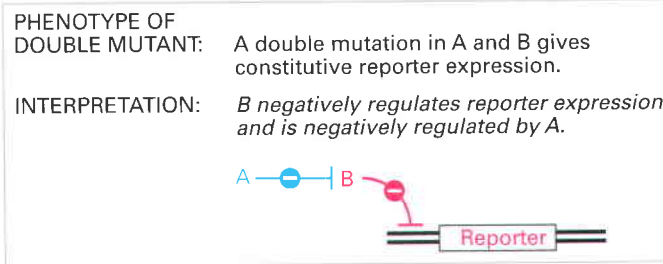 PHENOTYPE OF
DOUBLE MUTANT: A double mutation in A and B gives
constitutive reporter expression.
INTERPRETATION: B negatively regulates reporter expression
and is negatively regulated by A.
A − B −
Reporter